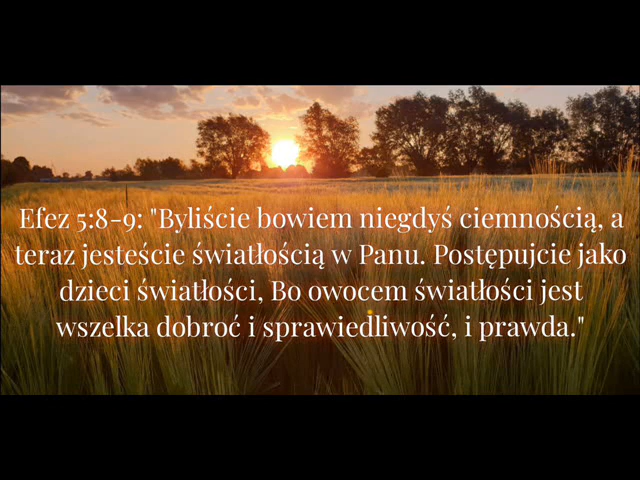 Efez 5:8-9: "Byliście bowiem niegdyś ciemnością, a
teraz jesteście światłością w Panu. Postępujcie jako
dzieci światłości, Bo owocem światłości jest
wszelka dobroć i sprawiedliwość, i prawda."